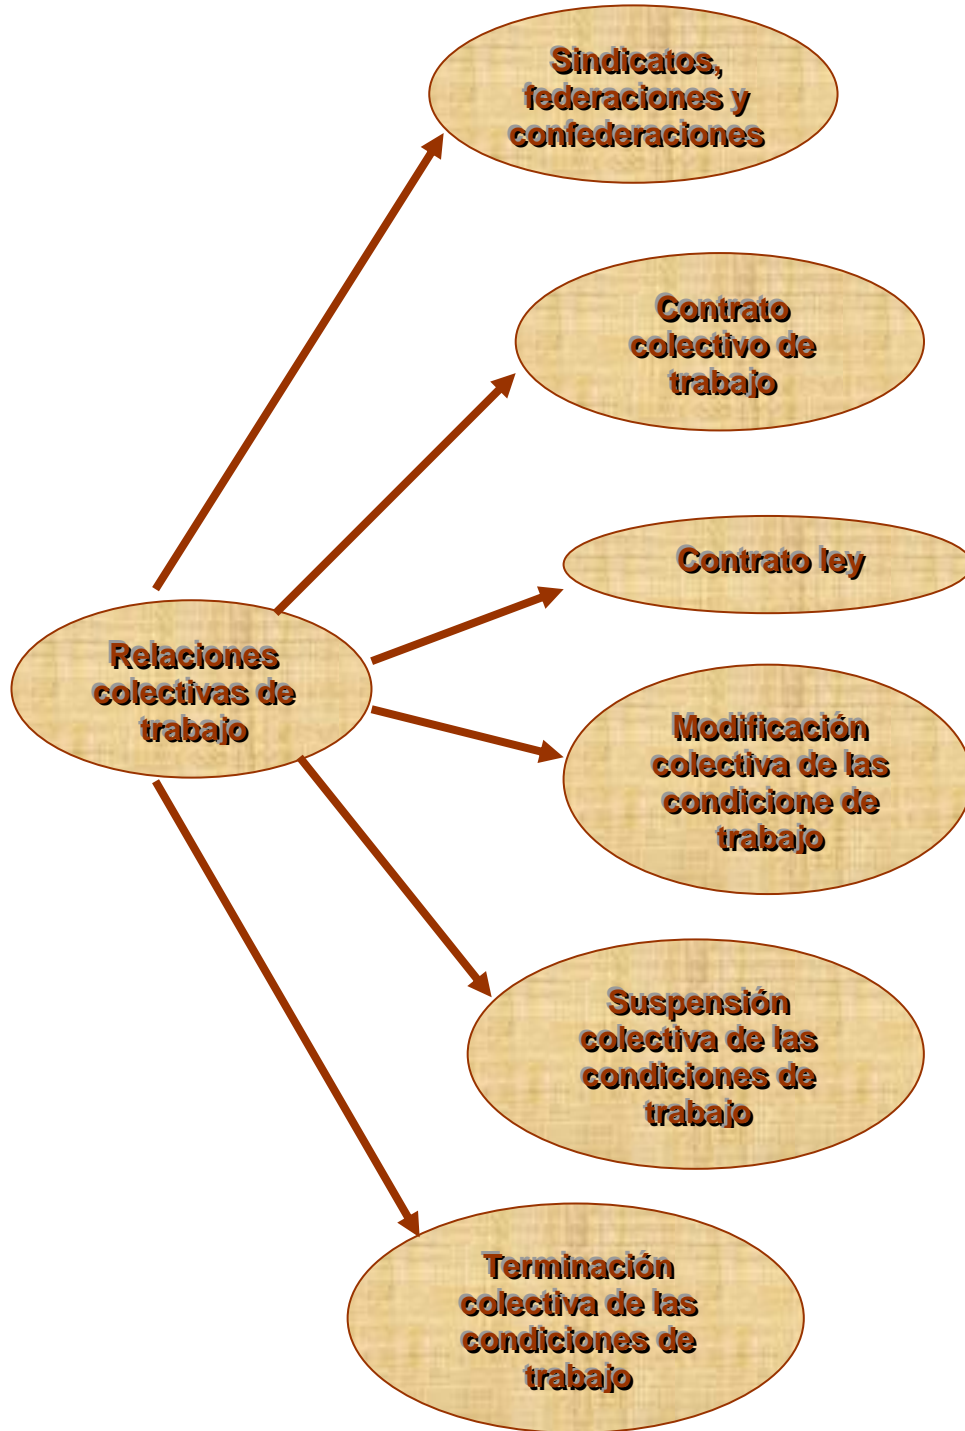 Sindicatos,
federaciones y
confederaciones
Contrato
colectivo de
trabajo
Contrato ley
Relaciones
colectivas de
trabajo
Modificación
colectiva de las
condicione de
trabajo
Suspensión
colectiva de las
condiciones de
trabajo
Terminación
colectiva de las
condiciones de
trabajo